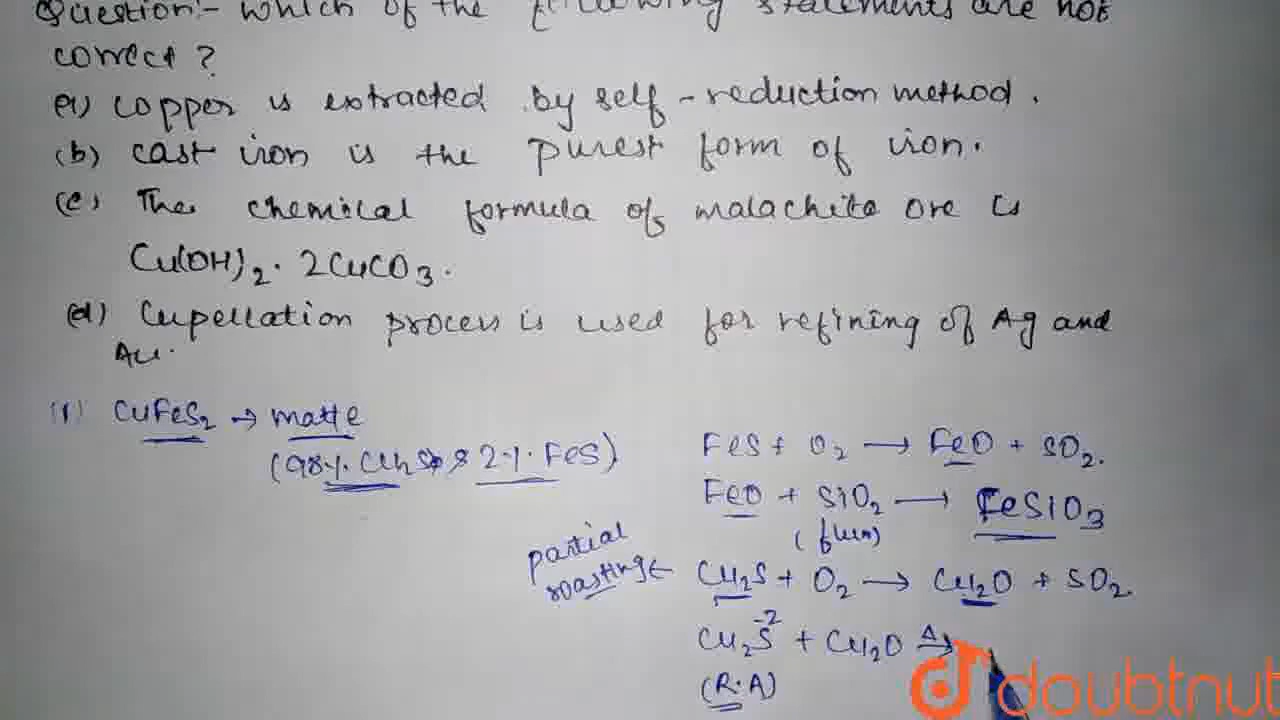 Question:- which of the following statements are not
correct?
(a) copper is extracted by self-reduction method.
(b) cast iron is the purest form of iron.
(c) The chemical formula of malachite ore is
Cu(OH)2. 2CuCO3.
(d) Cupellation process is used for refining of Ag and
Au.
(1) CuFeS2 → matte
(98% Cu2S & 2% FeS)
FeS + O2 → FeO + SO2.
FeO + SiO2 → FeSiO3
(flux)
partial
roasting ←
Cu2S + O2 → Cu2O + SO2.
Cu2S-2 + Cu2O Δ→
(R.A)
doubtnut